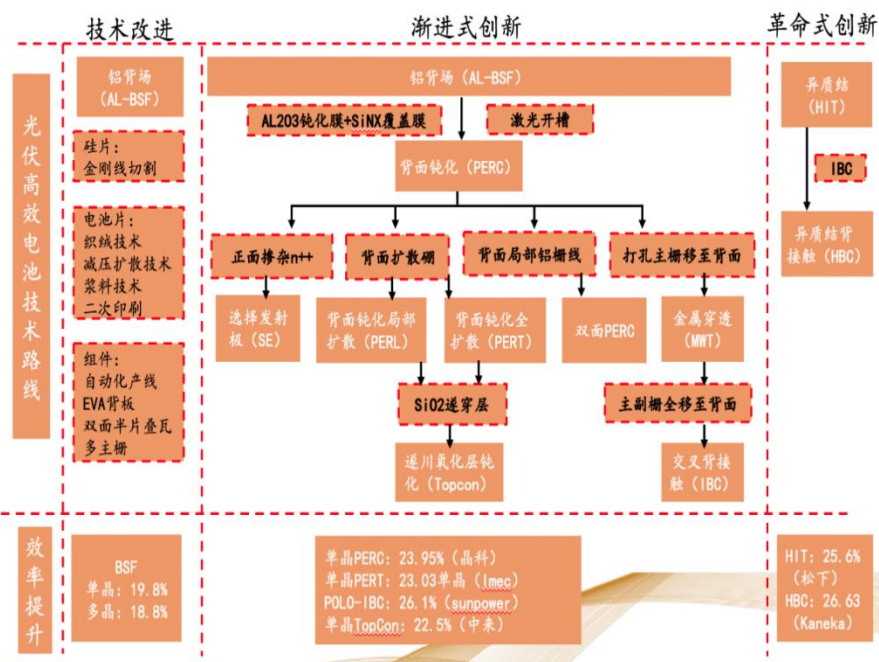 技术改进
渐进式创新
革命式创新
光伏高效电池技术路线
铝背场
(AL-BSF)
硅片:
金刚线切割
电池片:
织绒技术
减压扩散技术
浆料技术
二次印刷
组件:
自动化产线
EVA背板
双面半片叠瓦
多主栅
铝背场(AL-BSF)
AL2O3钝化膜+SiNX覆盖膜
激光开槽
背面钝化(PERC)
正面掺杂n++
背面扩散硼
背面局部铝栅线
打孔主栅移至背面
选择发射
极(SE)
背面钝化局部
扩散(PERL)
背面钝化全
扩散(PERT)
双面PERC
金属穿透
(MWT)
SiO2遂穿层
主副栅全移至背面
遂川氧化层钝
化(Topcon)
交叉背接
触(IBC)
异质结
(HIT)
IBC
异质结背
接触(HBC)
效率提升
BSF
单晶: 19.8%
多晶: 18.8%
单晶PERC: 23.95%(晶科)
单晶PERT: 23.03单晶(Imec)
POLO-IBC: 26.1%(sunpower)
单晶TopCon: 22.5%(中来)
HIT: 25.6%
(松下)
HBC: 26.63
(Kaneka)